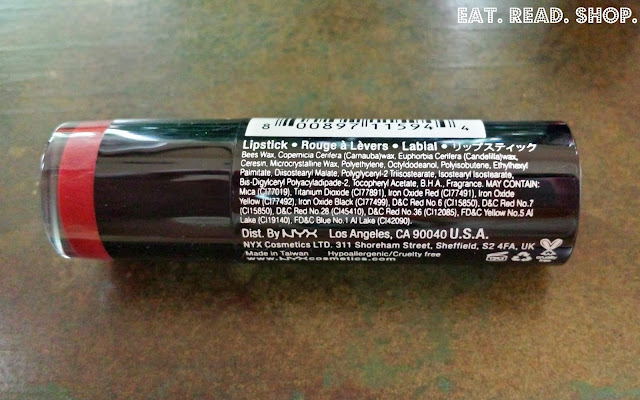 EAT. READ. SHOP.
8 00897 11594 4
Lipstick • Rouge à Lèvers • Labial • リップスティック
Bees Wax, Copernica Cerifera (Carnauba)wax, Euphorbia Cerifera (Candelilla)wax,
Ceresin, Microcrystalline Wax, Polyethylene, Octyldodecanol, Polyisobutene, Ethylhexyl
Palmitate, Diisostearyl Malate, Polyglyceryl-2 Triisostearate, Isostearyl Isostearate,
Bis-Digylceryl Polyacyladipade-2, Tocopheryl Acetate, B.H.A., Fragrance. MAY CONTAIN:
Mica (CI77019), Titanium Dioxide (CI77891), Iron Oxide Red (CI77491), Iron Oxide
Yellow (CI77492), Iron Oxide Black (CI77499), D&C Red No.6 (CI15850), D&C Red No.7
(CI15850), D&C Red No.28 (CI45410), D&C Red No.36 (CI12085), FD&C Yellow No.5 Al
Lake (CI19140), FD&C Blue No.1 Al Lake (CI42090).
Dist. By NYX Los Angeles, CA 90040 U.S.A.
NYX Cosmetics LTD. 311 Shoreham Street, Sheffield, S2 4FA, UK
Made in Taiwan Hypoallergenic/Cruelty free
www.NYXcosmetics.com